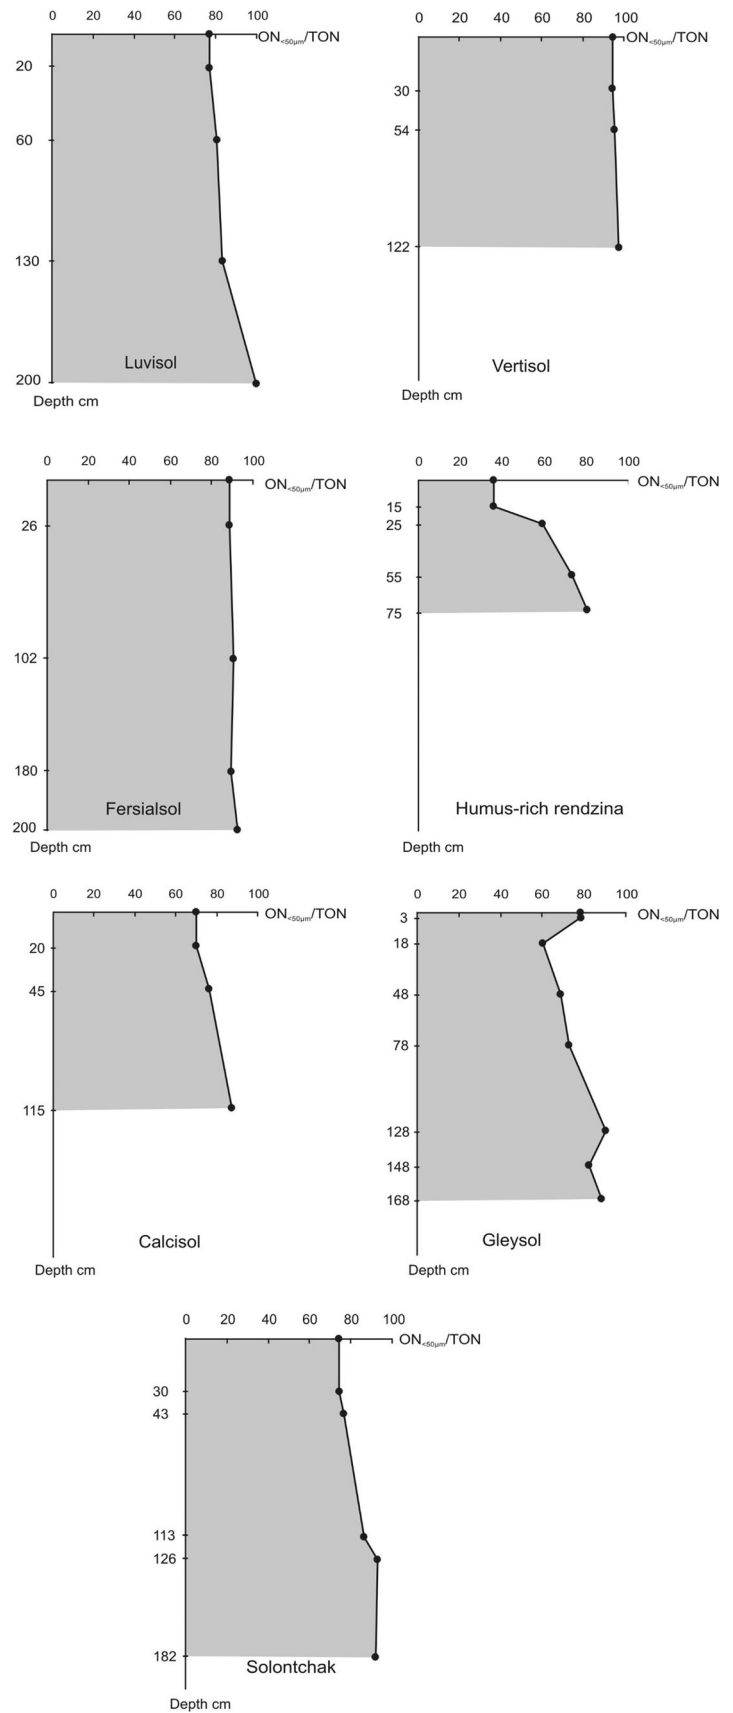 0 20 40 60 80 100
ON<50µm/TON
20
60
130
200
Luvisol
Depth cm
0 20 40 60 80 100
ON<50µm/TON
30
54
122
Vertisol
Depth cm
0 20 40 60 80 100
ON<50µm/TON
26
102
180
200
Fersialsol
Depth cm
0 20 40 60 80 100
ON<50µm/TON
15
25
55
75
Humus-rich rendzina
Depth cm
0 20 40 60 80 100
ON<50µm/TON
20
45
115
Calcisol
Depth cm
0 20 40 60 80 100
ON<50µm/TON
3
18
48
78
128
148
168
Gleysol
Depth cm
0 20 40 60 80 100
ON<50µm/TON
30
43
113
126
182
Solontchak
Depth cm